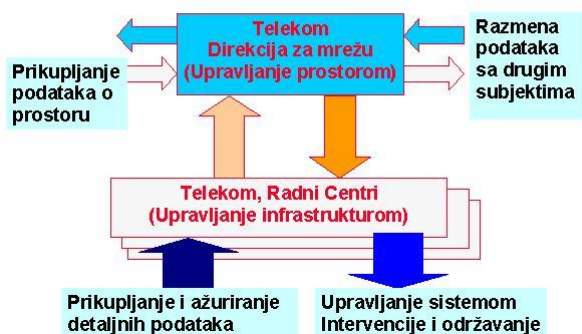 Telekom
Direkcija za mrežu
(Upravljanje prostorom)
Prikupljanje
podataka o
prostoru
Razmena
podataka
sa drugim
subjektima
Telekom, Radni Centri
(Upravljanje infrastrukturom)
Prikupljanje i ažuriranje
detaljnih podataka
Upravljanje sistemom
Intervencije i održavanje